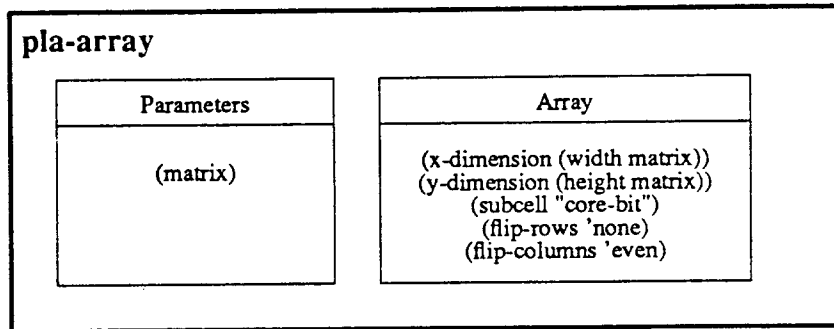 pla-array
Parameters
(matrix)
Array
(x-dimension (width matrix))
(y-dimension (height matrix))
(subcell "core-bit")
(flip-rows 'none)
(flip-columns 'even)